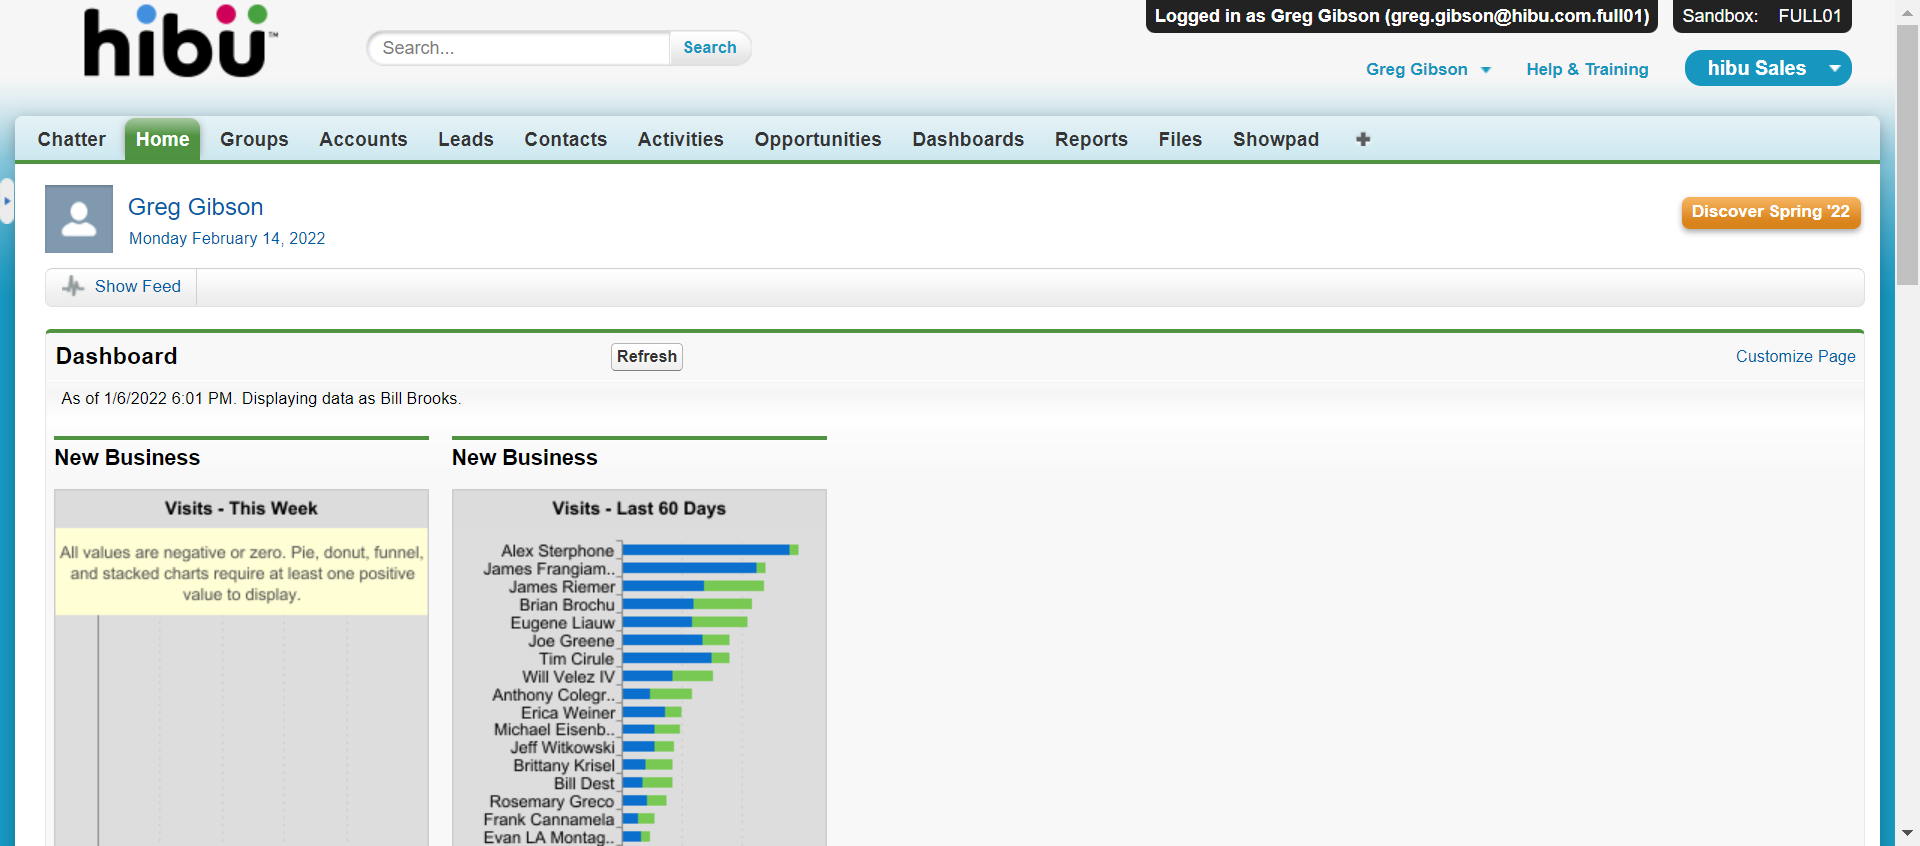 hibu™
Search...
Search
Logged in as Greg Gibson (greg.gibson@hibu.com.full01)
Sandbox: FULL01
Greg Gibson
Help & Training
hibu Sales
Chatter Home Groups Accounts Leads Contacts Activities Opportunities Dashboards Reports Files Showpad
Greg Gibson
Monday February 14, 2022
Discover Spring '22
Show Feed
Dashboard
Refresh
Customize Page
As of 1/6/2022 6:01 PM. Displaying data as Bill Brooks.
New Business
Visits - This Week
All values are negative or zero. Pie, donut, funnel,
and stacked charts require at least one positive
value to display.
New Business
Visits - Last 60 Days
Alex Sterphone
James Frangiam..
James Riemer
Brian Brochu
Eugene Liauw
Joe Greene
Tim Cirule
Will Velez IV
Anthony Colegr..
Erica Weiner
Michael Eisenb..
Jeff Witkowski
Brittany Krisel
Bill Dest
Rosemary Greco
Frank Cannamela
Evan LA Montag..